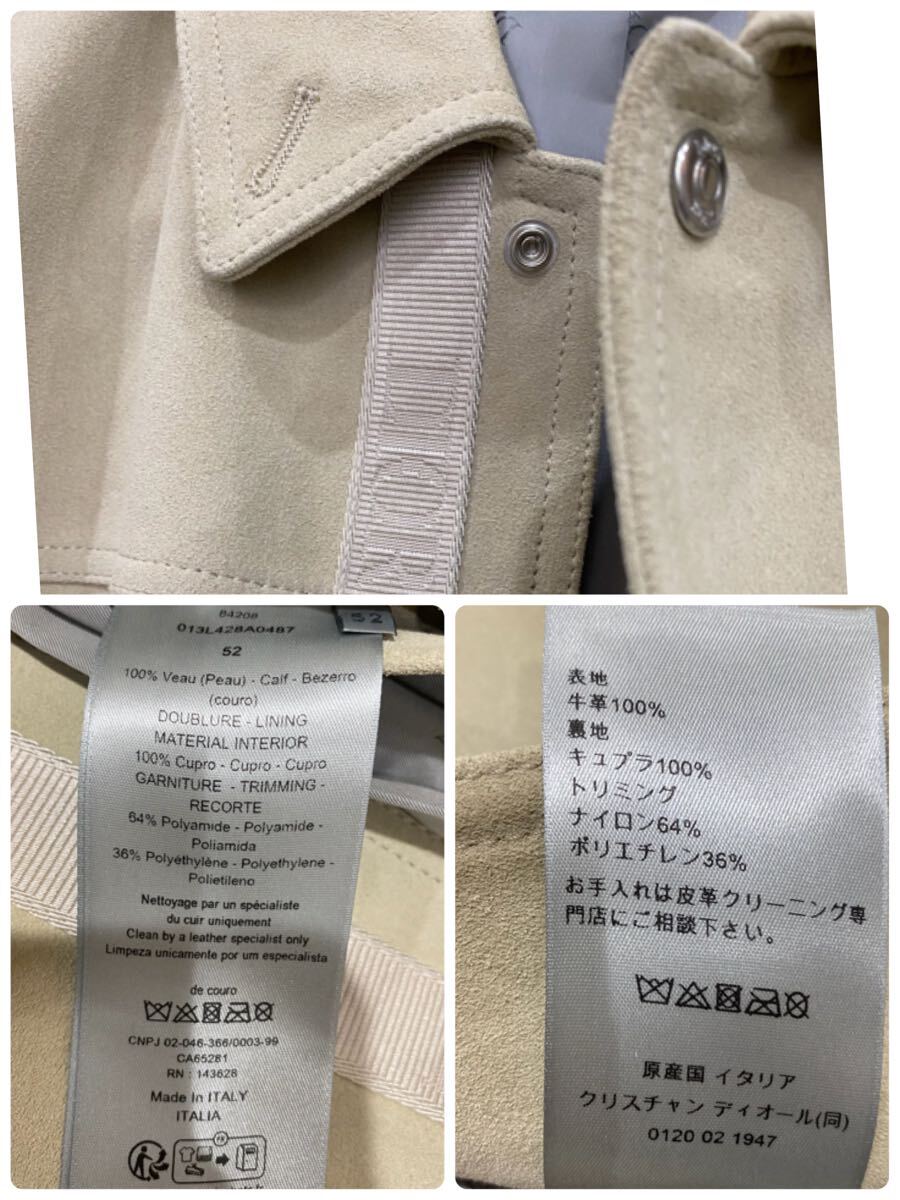 DIOR
84208
013L428A0487
52
52
100% Veau (Peau) - Calf - Bezerro
(couro)
DOUBLURE - LINING
MATERIAL INTERIOR
100% Cupro - Cupro - Cupro
GARNITURE - TRIMMING -
RECORTE
64% Polyamide - Polyamide -
Poliamida
36% Polyéthylène - Polyethylene -
Polietileno
Nettoyage par un spécialiste
du cuir uniquement
Clean by a leather specialist only
Limpeza unicamente por um especialista
de couro
CNPJ 02-046-366/0003-99
CA65281
RN : 143628
Made In ITALY
ITALIA
FR
表地
牛革100%
裏地
キュプラ100%
トリミング
ナイロン64%
ポリエチレン36%
お手入れは皮革クリーニング専
門店にご相談下さい。
原産国 イタリア
クリスチャン ディオール(同)
0120 02 1947